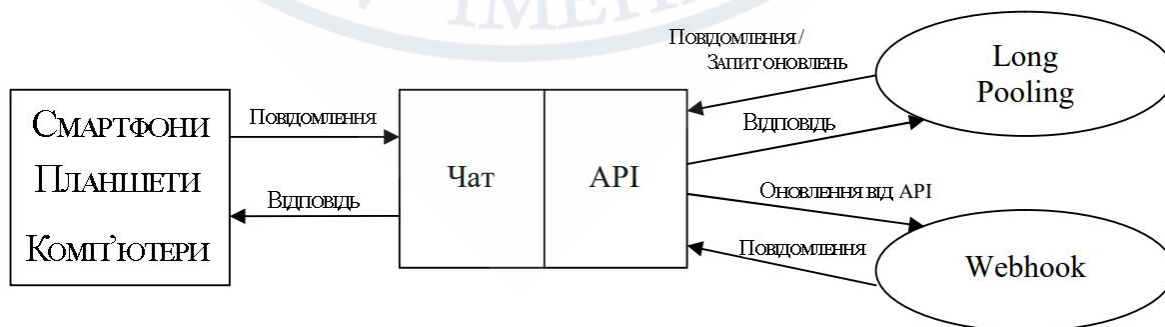 ІМЕН
Повідомлення/
Запит оновлень
Long
Pooling
Смартфони
Планшети
Комп’ютери
Повідомлення
Відповідь
Чат
API
Відповідь
Оновлення від API
Повідомлення
Webhook